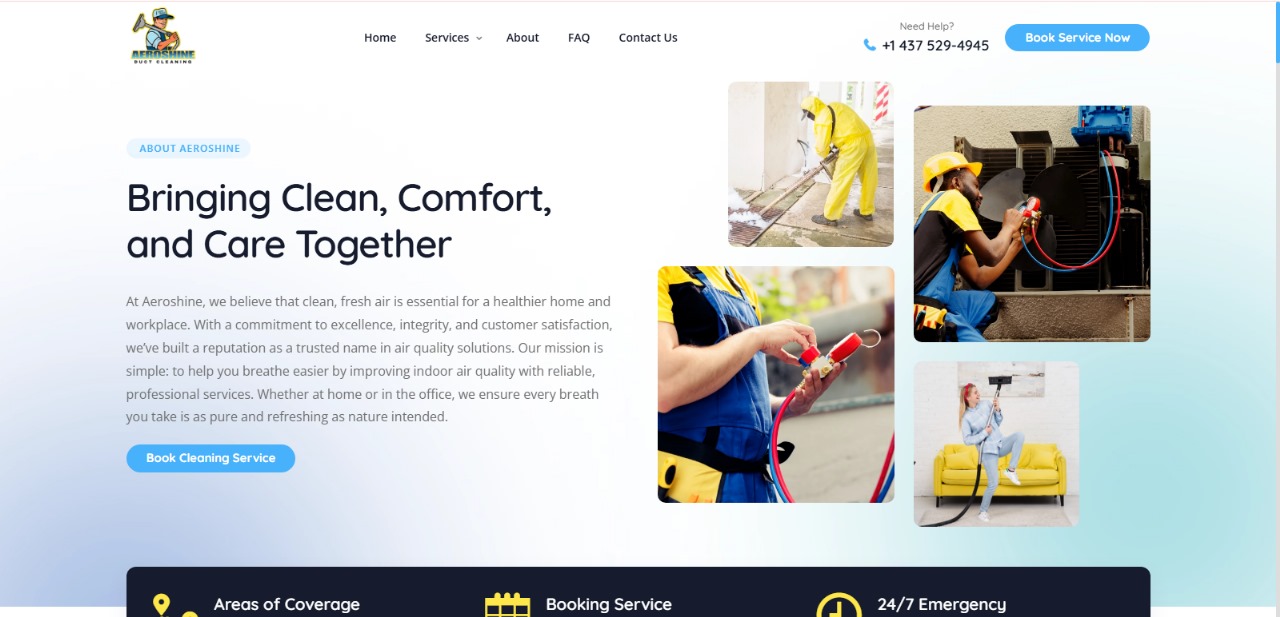 AEROSHINE
DUCT CLEANING
Home
Services
About
FAQ
Contact Us
Need Help?
+1 437 529-4945
Book Service Now
ABOUT AEROSHINE
Bringing Clean, Comfort,
and Care Together
At Aeroshine, we believe that clean, fresh air is essential for a healthier home and
workplace. With a commitment to excellence, integrity, and customer satisfaction,
we’ve built a reputation as a trusted name in air quality solutions. Our mission is
simple: to help you breathe easier by improving indoor air quality with reliable,
professional services. Whether at home or in the office, we ensure every breath
you take is as pure and refreshing as nature intended.
Book Cleaning Service
Areas of Coverage
Booking Service
24/7 Emergency